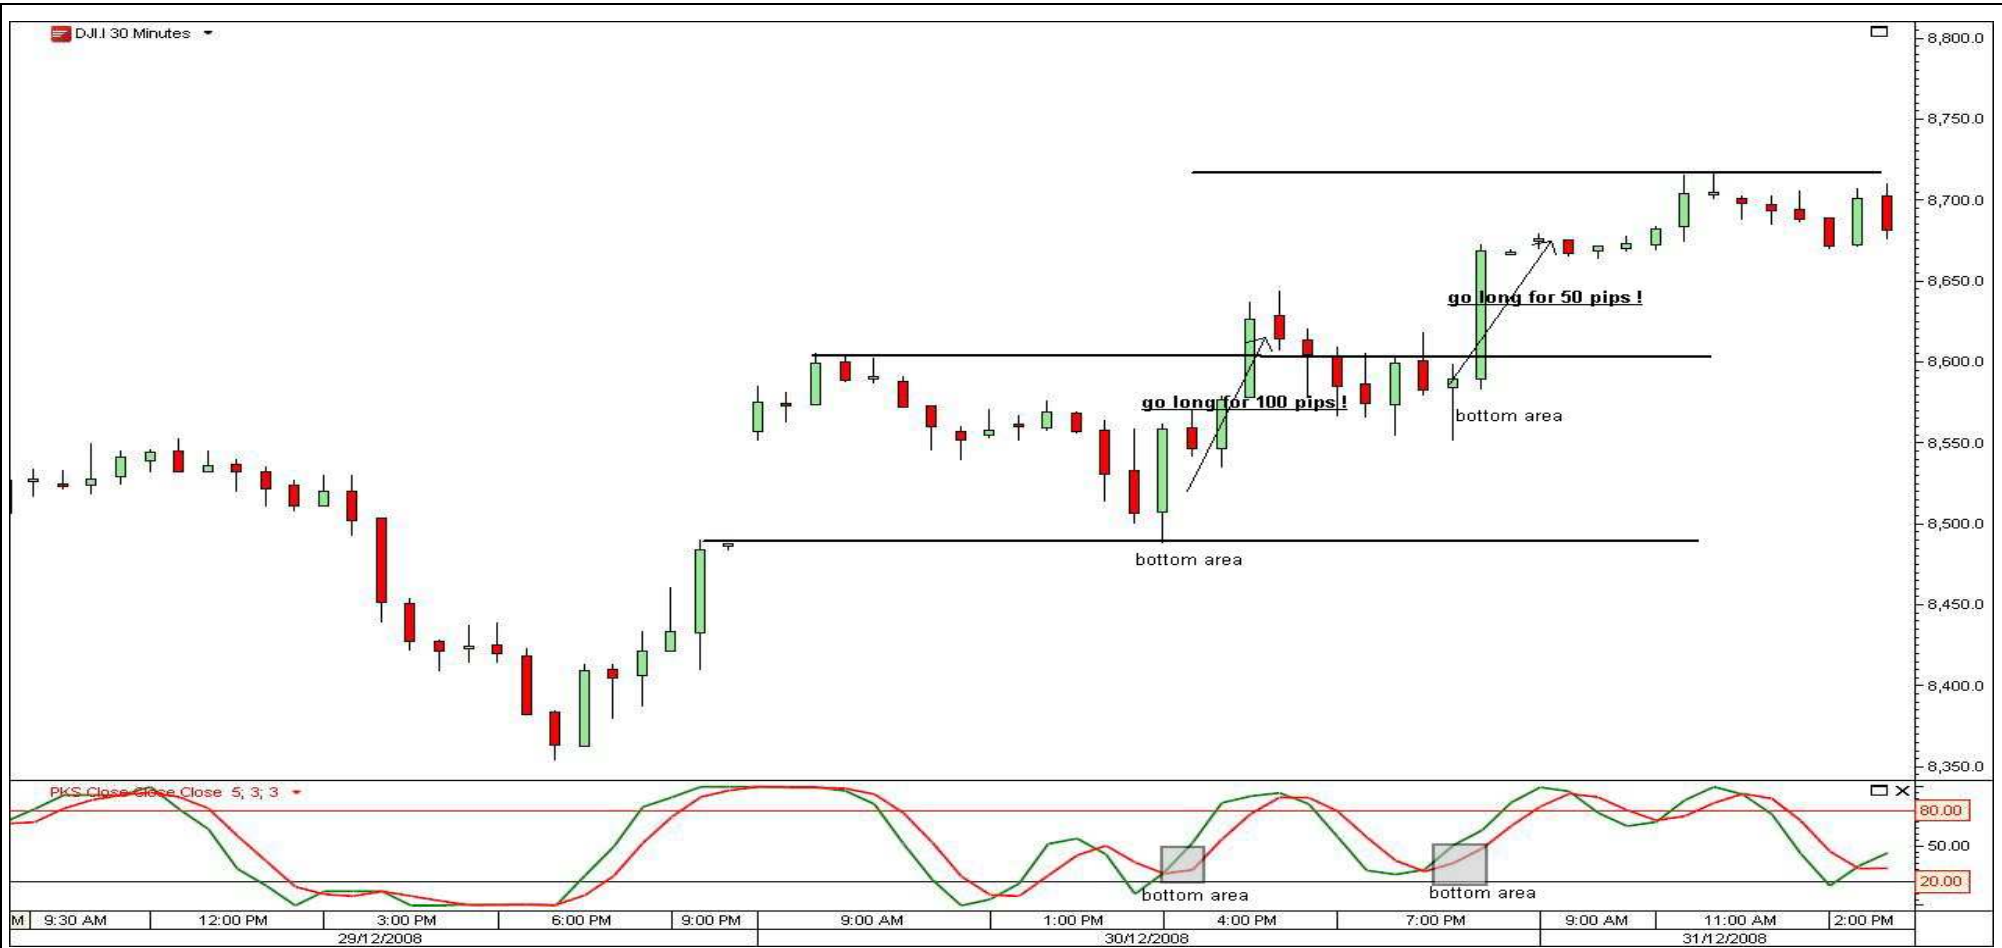 DJI.I 30 Minutes
8,800.0
8,750.0
8,700.0
8,650.0
go long for 50 pips !
8,600.0
go long for 100 pips !
bottom area
8,550.0
8,500.0
bottom area
8,450.0
8,400.0
8,350.0
PKS Close Close Close 5; 3; 3
80.00
50.00
20.00
bottom area
bottom area
M 9:30 AM 12:00 PM 3:00 PM 6:00 PM 9:00 PM 9:00 AM 1:00 PM 4:00 PM 7:00 PM 9:00 AM 11:00 AM 2:00 PM
29/12/2008 30/12/2008 31/12/2008